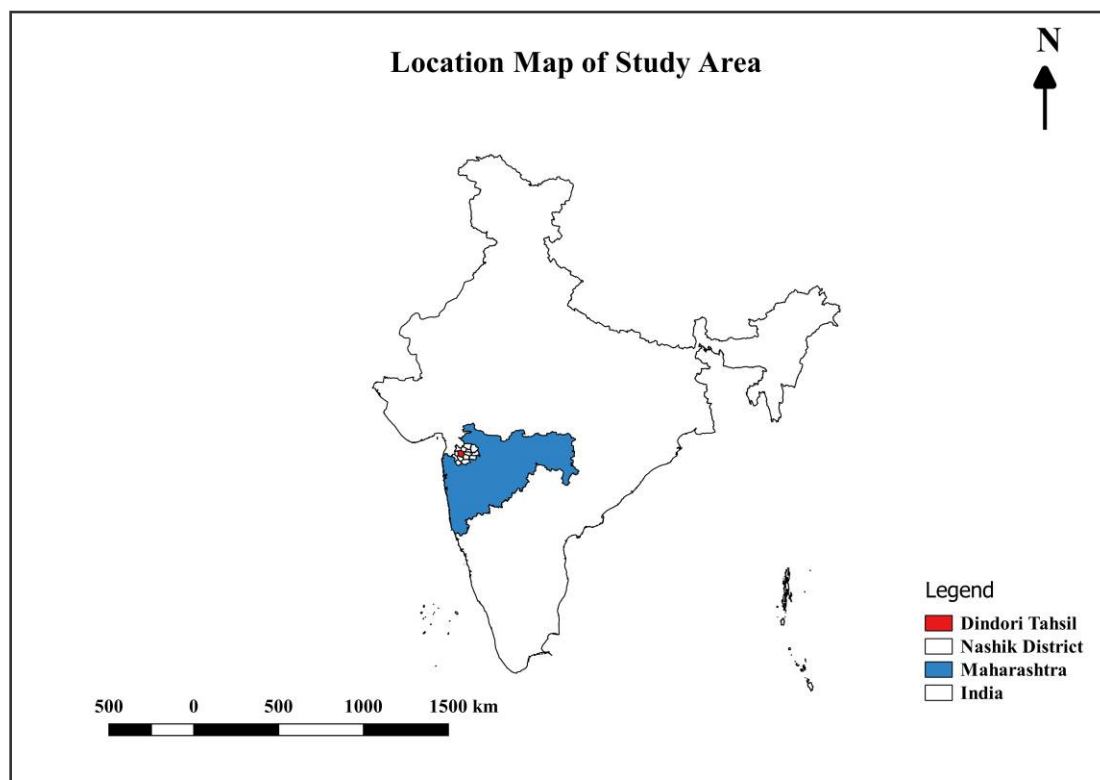 N
Location Map of Study Area
Legend
Dindori Tahsil
Nashik District
Maharashtra
India
500 0 500 1000 1500 km